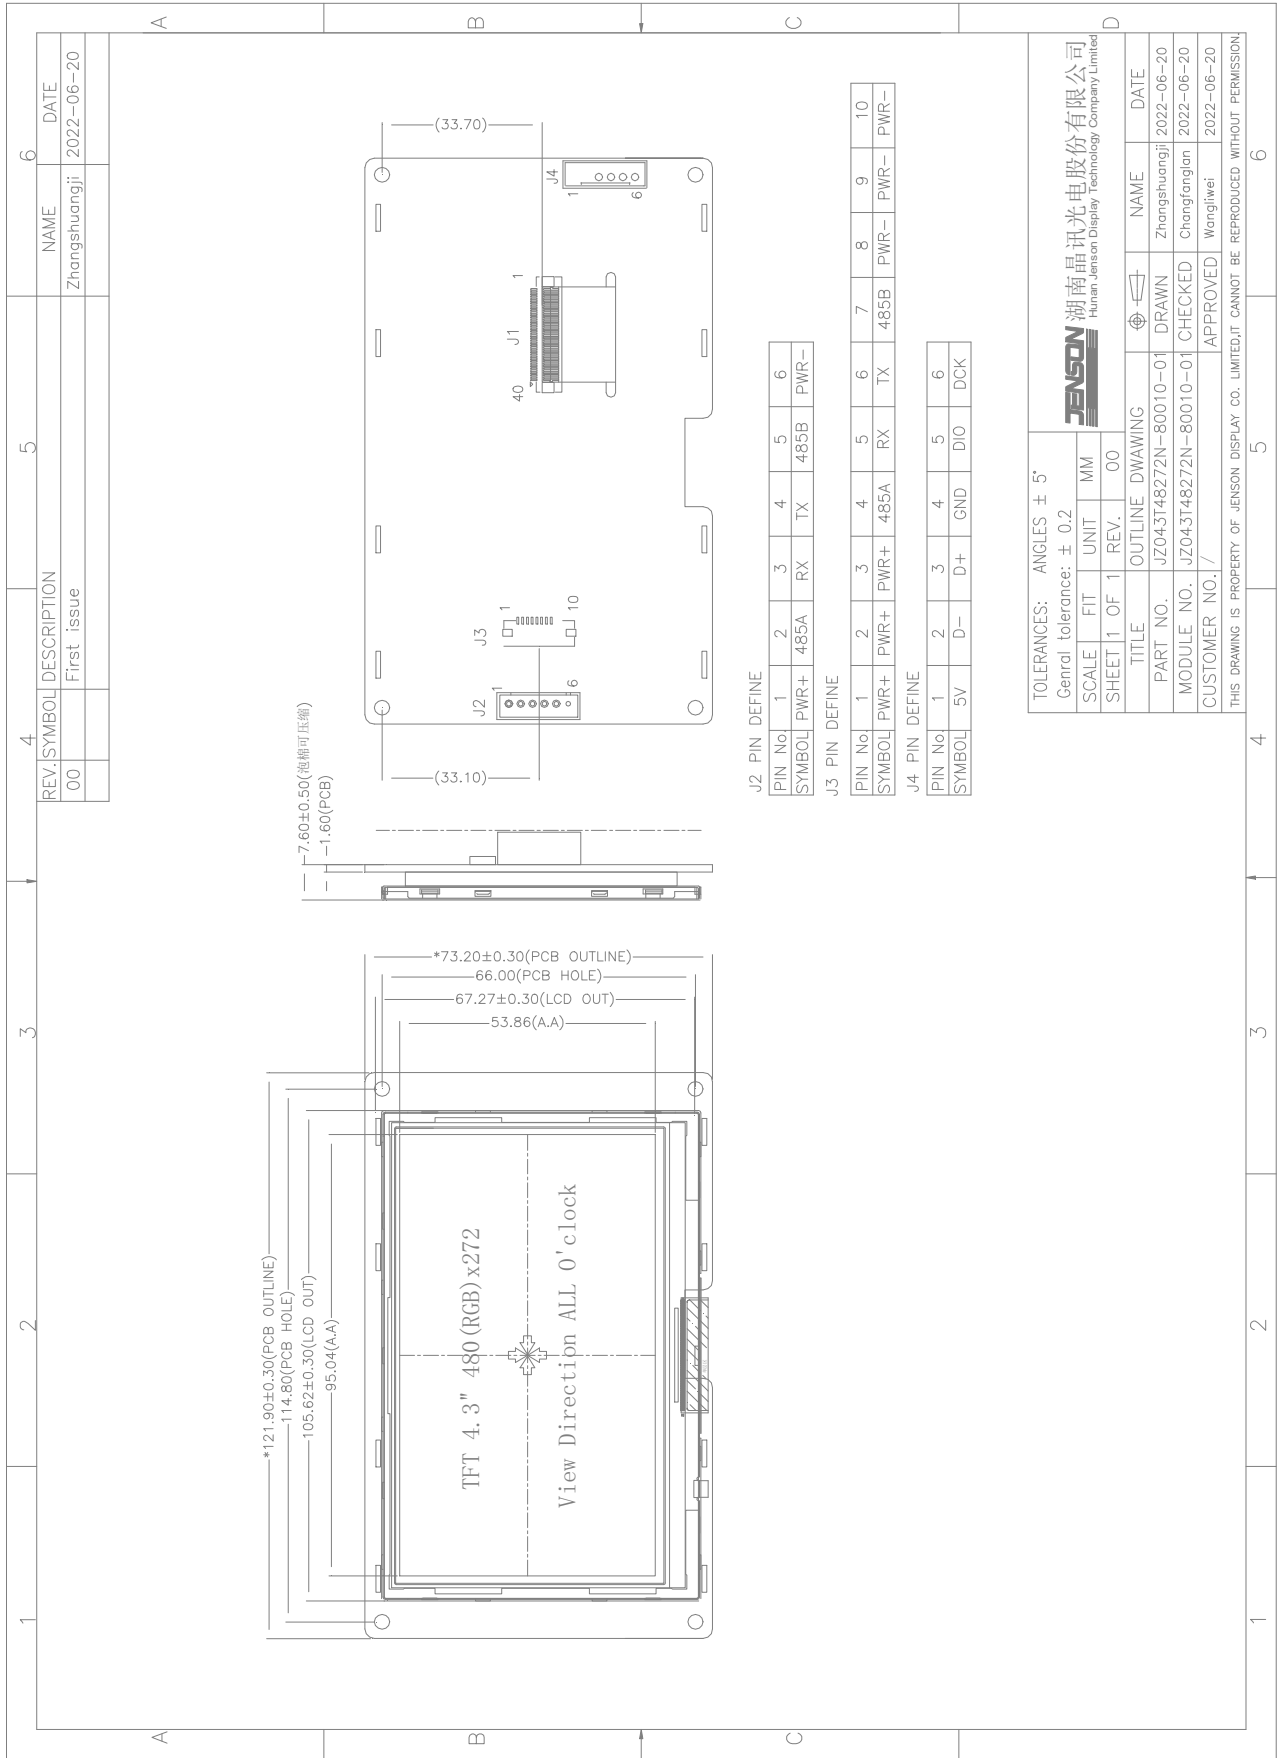 1
2
3
4
5
6
A
B
C
D
REV.
SYMBOL
DESCRIPTION
NAME
DATE
00
First issue
Zhangshuangji
2022-06-20
*121.90±0.30(PCB OUTLINE)
114.80(PCB HOLE)
105.62±0.30(LCD OUT)
95.04(A.A)
*73.20±0.30(PCB OUTLINE)
66.00(PCB HOLE)
67.27±0.30(LCD OUT)
53.86(A.A)
TFT 4.3" 480(RGB)x272
View Direction ALL O'clock
7.60±0.50(泡棉可压缩)
1.60(PCB)
(33.10)
(33.70)
J2
1
6
J3
1
10
J1
40
1
J4
1
6
J2 PIN DEFINE
PIN No. 1 2 3 4 5 6
SYMBOL PWR+ 485A RX TX 485B PWR-
J3 PIN DEFINE
PIN No. 1 2 3 4 5 6 7 8 9 10
SYMBOL PWR+ PWR+ PWR+ 485A RX TX 485B PWR- PWR- PWR-
J4 PIN DEFINE
PIN No. 1 2 3 4 5 6
SYMBOL 5V D- D+ GND DIO DCK
TOLERANCES: ANGLES ± 5°
Genral tolerance: ± 0.2
SCALE FIT UNIT MM
SHEET 1 OF 1 REV. 00
JENSON 湖南晶讯光电股份有限公司
Hunan Jenson Display Technology Company Limited
TITLE OUTLINE DWAWING NAME DATE
PART NO. JZ043T48272N-80010-01 DRAWN Zhangshuangji 2022-06-20
MODULE NO. JZ043T48272N-80010-01 CHECKED Changfanglan 2022-06-20
CUSTOMER NO. / APPROVED Wangliwei 2022-06-20
THIS DRAWING IS PROPERTY OF JENSON DISPLAY CO. LIMITED,IT CANNOT BE REPRODUCED WITHOUT PERMISSION.
1
2
3
4
5
6
A
B
C